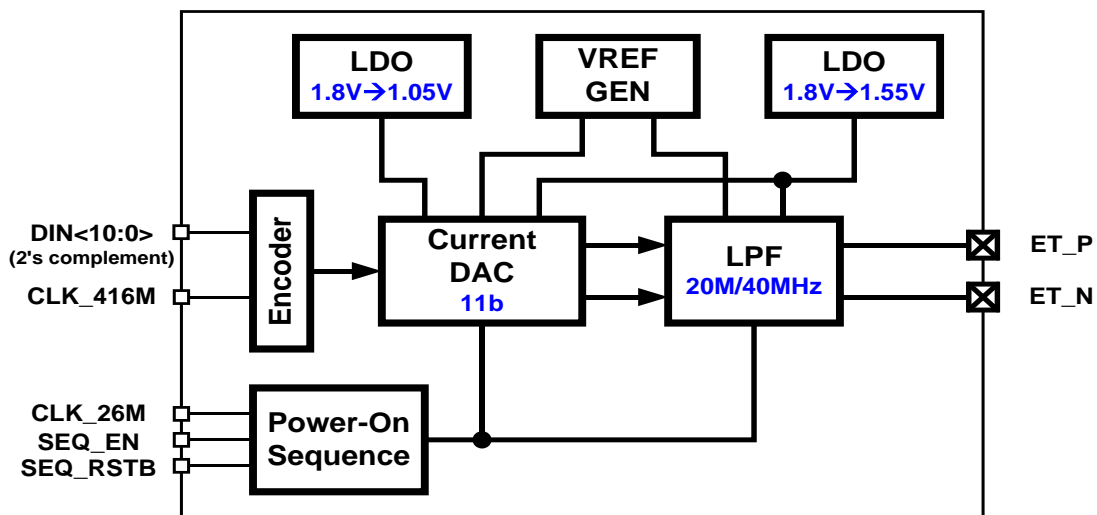 LDO
1.8V→1.05V
VREF
GEN
LDO
1.8V→1.55V
DIN<10:0>
(2's complement)
CLK_416M
Encoder
Current
DAC
11b
LPF
20M/40MHz
ET_P
ET_N
CLK_26M
SEQ_EN
SEQ_RSTB
Power-On
Sequence